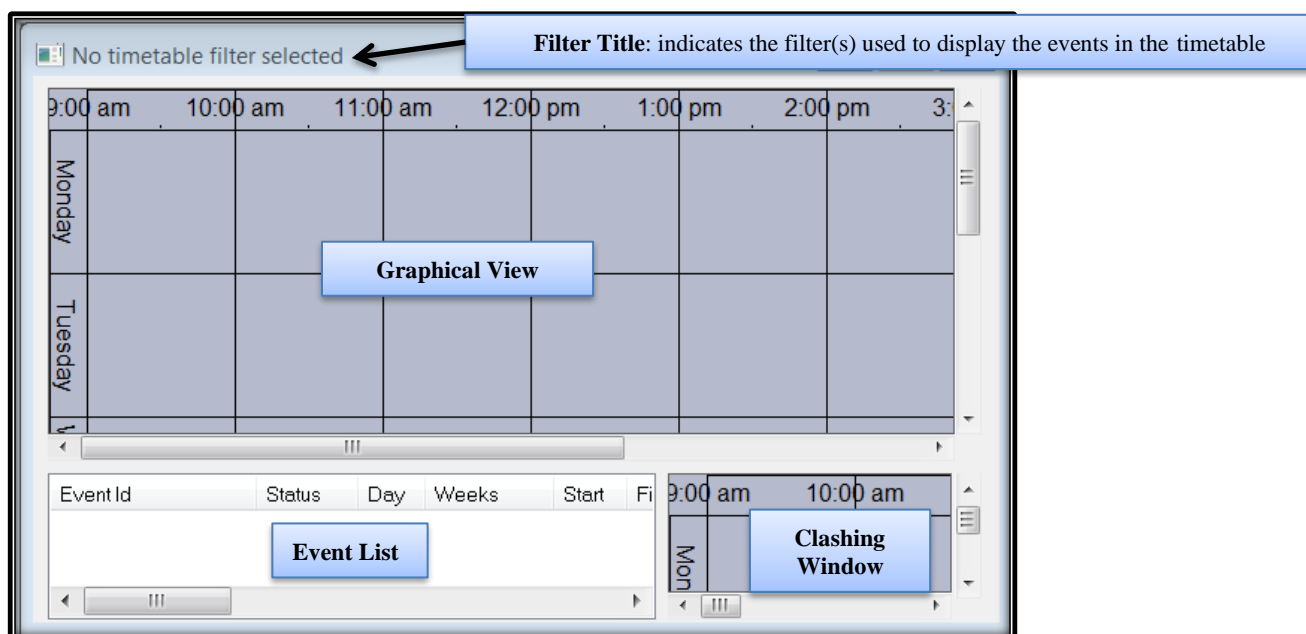 No timetable filter selected
Filter Title: indicates the filter(s) used to display the events in the timetable
9:00 am 10:00 am 11:00 am 12:00 pm 1:00 pm 2:00 pm 3:
Monday
Graphical View
Tuesday
Event Id Status Day Weeks Start Fi
9:00 am 10:00 am
Event List
Mon
Clashing
Window